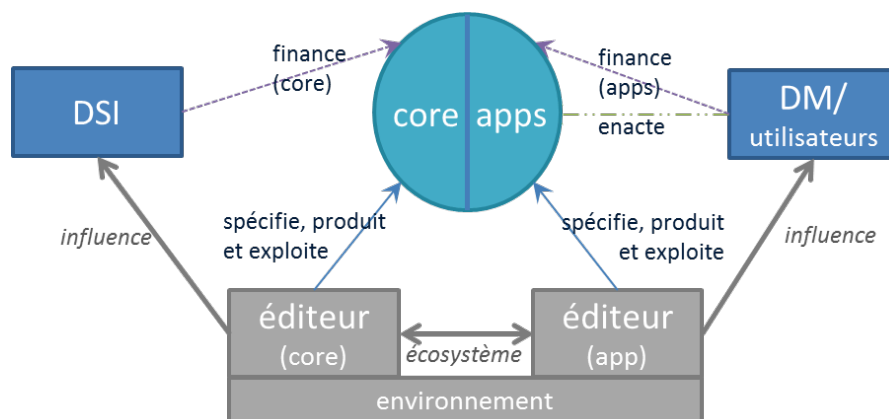 finance
(core)
finance
(apps)
DSI
core
apps
DM/
utilisateurs
enacte
influence
spécifie, produit
et exploite
spécifie, produit
et exploite
influence
éditeur
(core)
écosystème
éditeur
(app)
environnement